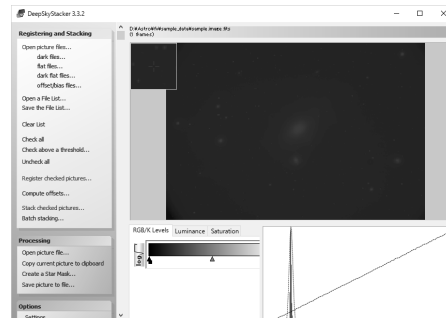 DeepSkyStacker 3.3.2
Registering and Stacking
Open picture files...
dark files...
flat files...
dark flat files...
offset/bias files...
Open a File List...
Save the File List...
Clear List
Check all
Check above a threshold...
Uncheck all
Register checked pictures...
Compute offsets...
Stack checked pictures...
Batch stacking...
Processing
Open picture file...
Copy current picture to clipboard
Create a Star Mask...
Save picture to file...
Options
Settings...
(1 frames)
RGB/K Levels Luminance Saturation